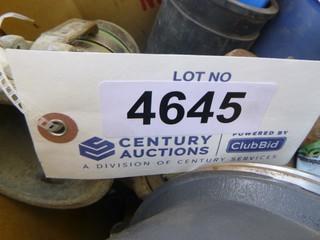 LOT NO
4645
CENTURY AUCTIONS
POWERED BY ClubBid
A DIVISION OF CENTURY SERVICES